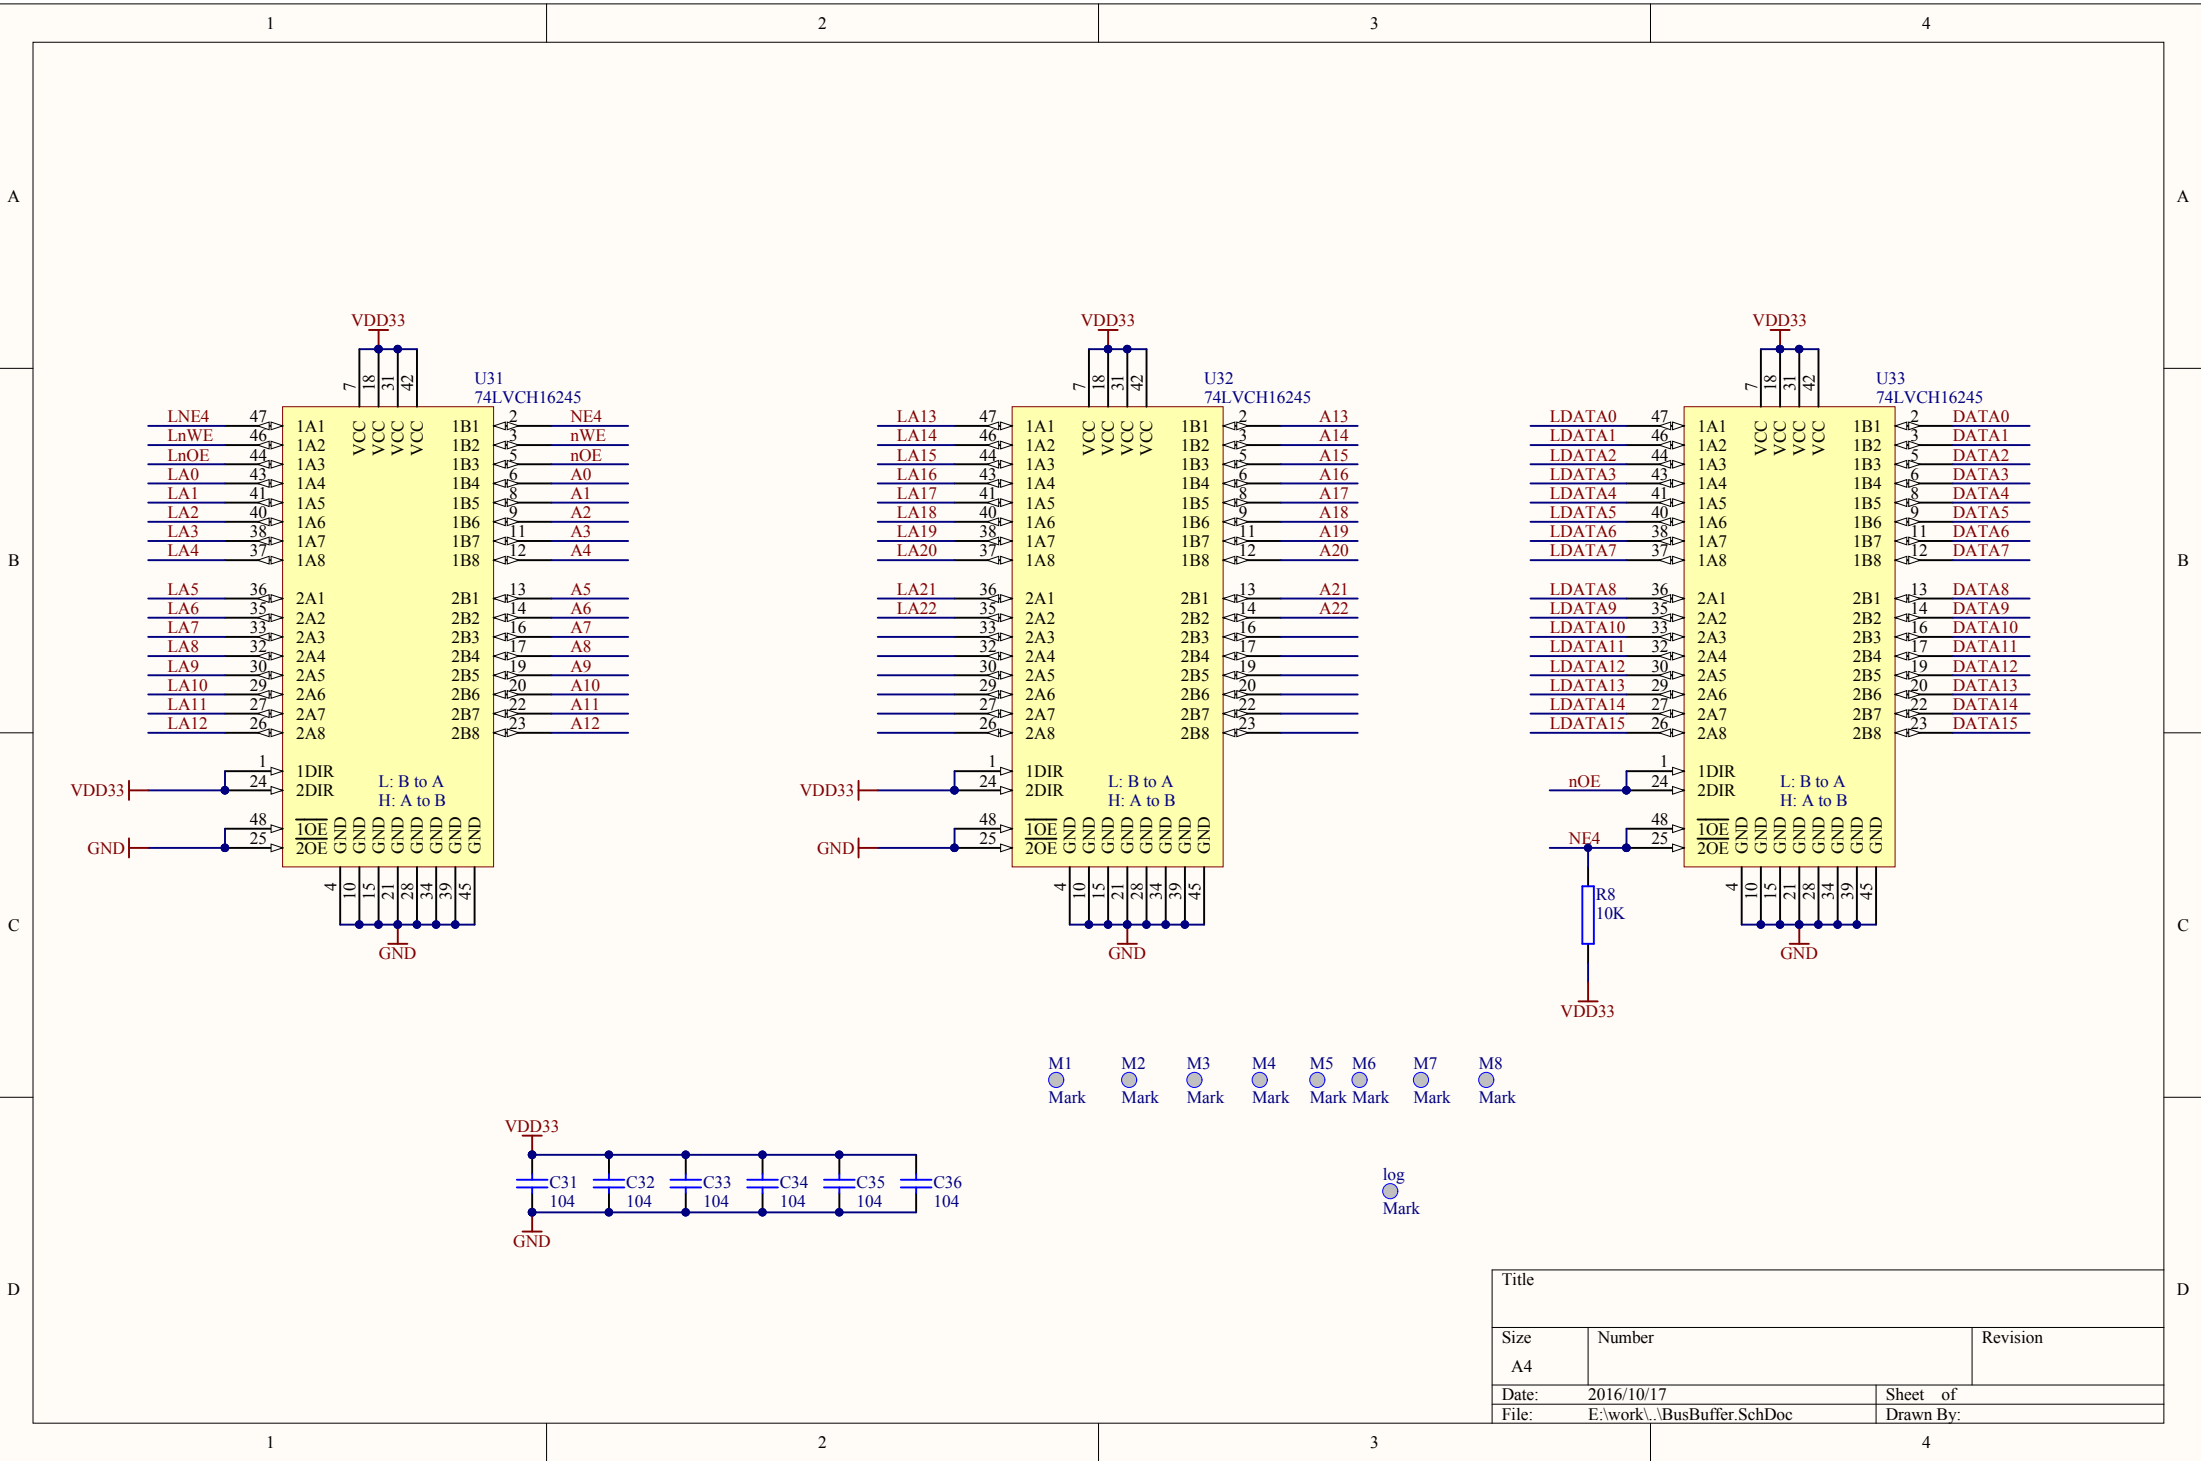 1 2 3 4
A A
B B
C C
D D
VDD33
7 18 31 42
U31
74LVCH16245
LNE4 47 1A1 VCC VCC VCC VCC 1B1 2 NE4
LnWE 46 1A2 1B2 3 nWE
LnOE 44 1A3 1B3 5 nOE
LA0 43 1A4 1B4 6 A0
LA1 41 1A5 1B5 8 A1
LA2 40 1A6 1B6 9 A2
LA3 38 1A7 1B7 11 A3
LA4 37 1A8 1B8 12 A4
LA5 36 2A1 2B1 13 A5
LA6 35 2A2 2B2 14 A6
LA7 33 2A3 2B3 16 A7
LA8 32 2A4 2B4 17 A8
LA9 30 2A5 2B5 19 A9
LA10 29 2A6 2B6 20 A10
LA11 27 2A7 2B7 22 A11
LA12 26 2A8 2B8 23 A12
1 1DIR
VDD33 24 2DIR
L: B to A
H: A to B
48 1OE
GND 25 2OE
GND GND GND GND GND GND GND GND
4 10 15 21 28 34 39 45
GND
VDD33
7 18 31 42
U32
74LVCH16245
LA13 47 1A1 VCC VCC VCC VCC 1B1 2 A13
LA14 46 1A2 1B2 3 A14
LA15 44 1A3 1B3 5 A15
LA16 43 1A4 1B4 6 A16
LA17 41 1A5 1B5 8 A17
LA18 40 1A6 1B6 9 A18
LA19 38 1A7 1B7 11 A19
LA20 37 1A8 1B8 12 A20
LA21 36 2A1 2B1 13 A21
LA22 35 2A2 2B2 14 A22
33 2A3 2B3 16
32 2A4 2B4 17
30 2A5 2B5 19
29 2A6 2B6 20
27 2A7 2B7 22
26 2A8 2B8 23
1 1DIR
VDD33 24 2DIR
L: B to A
H: A to B
48 1OE
GND 25 2OE
GND GND GND GND GND GND GND GND
4 10 15 21 28 34 39 45
GND
VDD33
7 18 31 42
U33
74LVCH16245
LDATA0 47 1A1 VCC VCC VCC VCC 1B1 2 DATA0
LDATA1 46 1A2 1B2 3 DATA1
LDATA2 44 1A3 1B3 5 DATA2
LDATA3 43 1A4 1B4 6 DATA3
LDATA4 41 1A5 1B5 8 DATA4
LDATA5 40 1A6 1B6 9 DATA5
LDATA6 38 1A7 1B7 11 DATA6
LDATA7 37 1A8 1B8 12 DATA7
LDATA8 36 2A1 2B1 13 DATA8
LDATA9 35 2A2 2B2 14 DATA9
LDATA10 33 2A3 2B3 16 DATA10
LDATA11 32 2A4 2B4 17 DATA11
LDATA12 30 2A5 2B5 19 DATA12
LDATA13 29 2A6 2B6 20 DATA13
LDATA14 27 2A7 2B7 22 DATA14
LDATA15 26 2A8 2B8 23 DATA15
1 1DIR
nOE 24 2DIR
L: B to A
H: A to B
48 1OE
NE4 25 2OE
GND GND GND GND GND GND GND GND
4 10 15 21 28 34 39 45
GND
R8
10K
VDD33
M1 M2 M3 M4 M5 M6 M7 M8
Mark Mark Mark Mark Mark Mark Mark Mark
VDD33
C31 C32 C33 C34 C35 C36
104 104 104 104 104 104
GND
log
Mark
Title
Size Number Revision
A4
Date: 2016/10/17 Sheet of
File: E:\work\..\BusBuffer.SchDoc Drawn By:
1 2 3 4